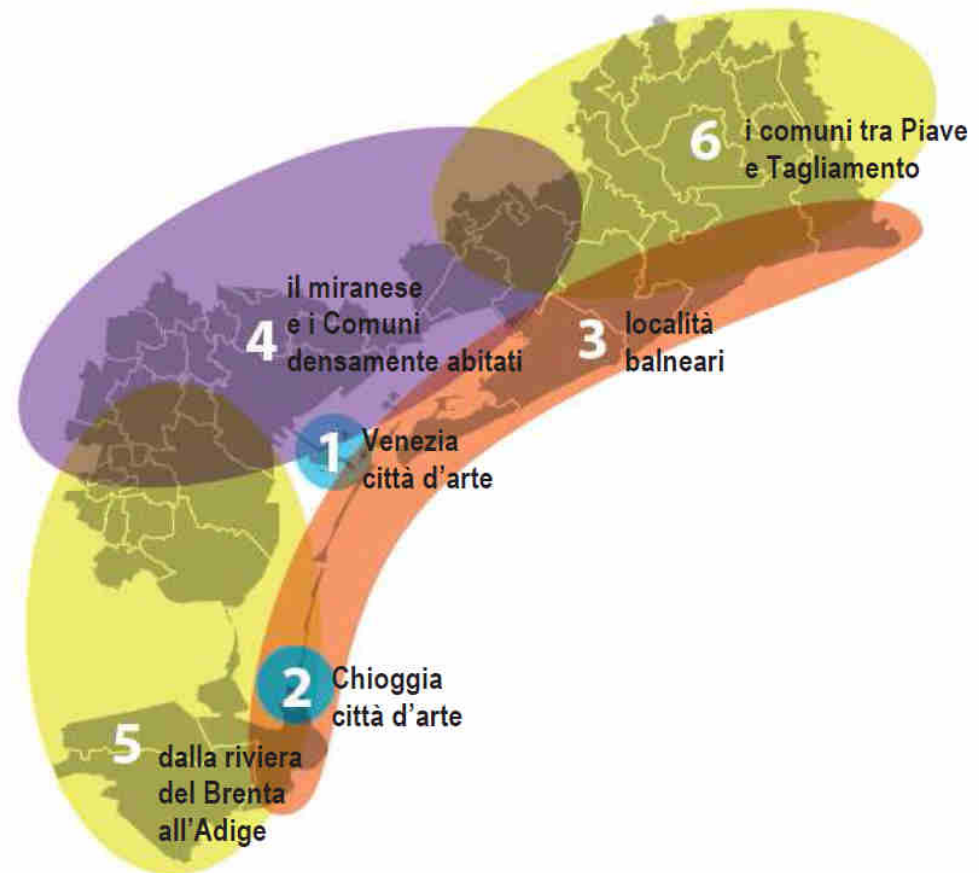 6
i comuni tra Piave
e Tagliamento
4
il miranese
e i Comuni
densamente abitati
3
località
balneari
1
Venezia
città d'arte
2
Chioggia
città d'arte
5
dalla riviera
del Brenta
all'Adige